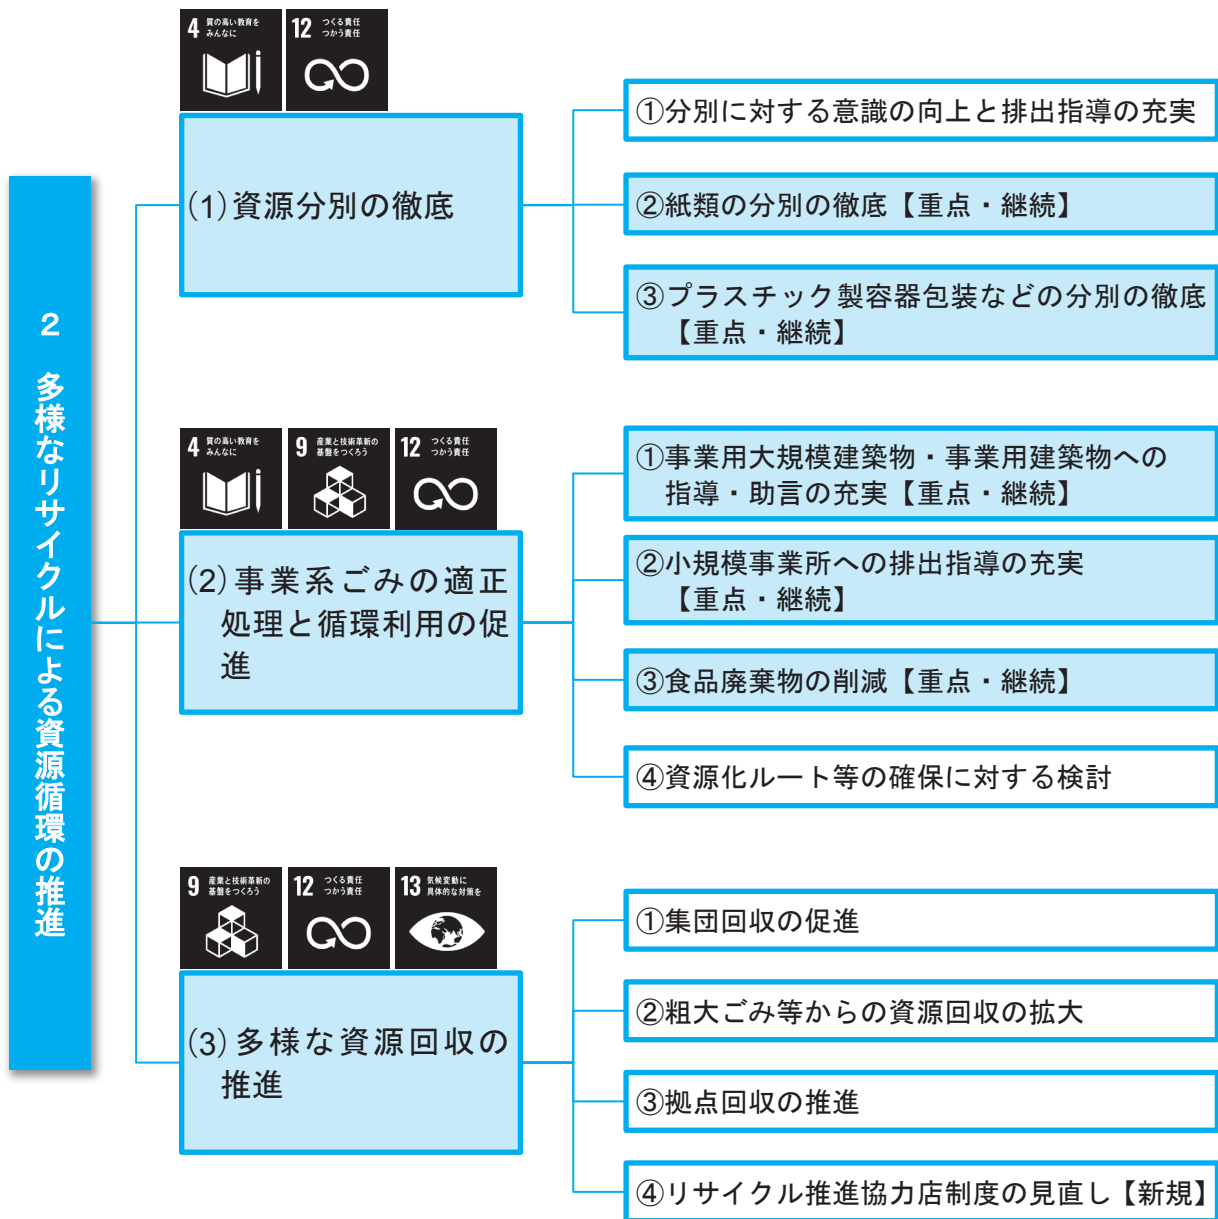 2 多様なリサイクルによる資源循環の推進
4 質の高い教育を
みんなに
12 つくる責任
つかう責任
(1)資源分別の徹底
①分別に対する意識の向上と排出指導の充実
②紙類の分別の徹底【重点・継続】
③プラスチック製容器包装などの分別の徹底
【重点・継続】
4 質の高い教育を
みんなに
9 産業と技術革新の
基盤をつくろう
12 つくる責任
つかう責任
(2)事業系ごみの適正
処理と循環利用の促
進
①事業用大規模建築物・事業用建築物への
指導・助言の充実【重点・継続】
②小規模事業所への排出指導の充実
【重点・継続】
③食品廃棄物の削減【重点・継続】
④資源化ルート等の確保に対する検討
9 産業と技術革新の
基盤をつくろう
12 つくる責任
つかう責任
13 気候変動に
具体的な対策を
(3)多様な資源回収の
推進
①集団回収の促進
②粗大ごみ等からの資源回収の拡大
③拠点回収の推進
④リサイクル推進協力店制度の見直し【新規】